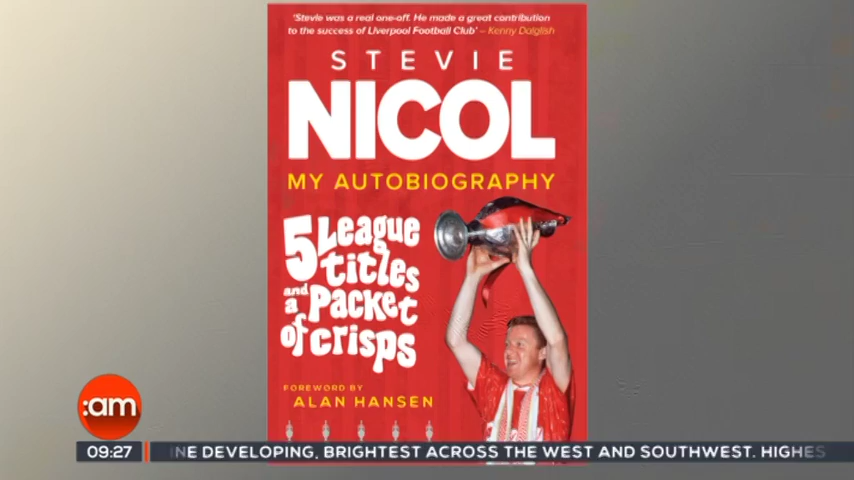 'Stevie was a real one-off. He made a great contribution
to the success of Liverpool Football Club' – Kenny Dalglish
STEVIE
NICOL
MY AUTOBIOGRAPHY
5 League
titles
and
a Packet
of crisps
FOREWORD BY
ALAN HANSEN
:am
09:27
INE DEVELOPING, BRIGHTEST ACROSS THE WEST AND SOUTHWEST. HIGHES